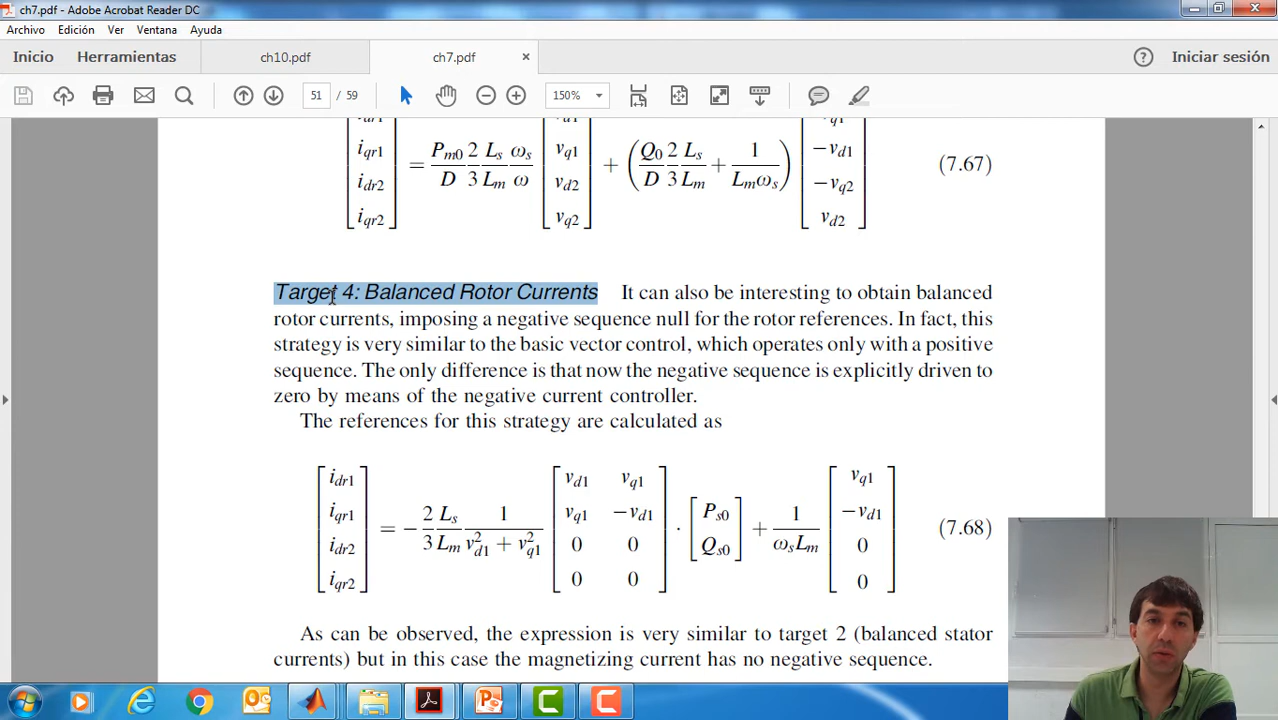 ch7.pdf - Adobe Acrobat Reader DC
Archivo Edición Ver Ventana Ayuda
Inicio Herramientas ch10.pdf ch7.pdf × ? Iniciar sesión
51 / 59 150%
[ i_qr1 i_dr2 i_qr2 ] = P_m0/D 2/3 L_s/L_m ω_s/ω [ v_q1 v_d2 v_q2 ] + ( Q_0/D 2/3 L_s/L_m + 1/L_mω_s ) [ −v_d1 −v_q2 v_d2 ] (7.67)
Target 4: Balanced Rotor Currents It can also be interesting to obtain balanced
rotor currents, imposing a negative sequence null for the rotor references. In fact, this
strategy is very similar to the basic vector control, which operates only with a positive
sequence. The only difference is that now the negative sequence is explicitly driven to
zero by means of the negative current controller.
The references for this strategy are calculated as
[ i_dr1 i_qr1 i_dr2 i_qr2 ] = − 2/3 L_s/L_m 1/(v²_d1 + v²_q1) [ v_d1 v_q1 v_q1 −v_d1 0 0 0 0 ] · [ P_s0 Q_s0 ] + 1/(ω_sL_m) [ v_q1 −v_d1 0 0 ] (7.68)
As can be observed, the expression is very similar to target 2 (balanced stator
currents) but in this case the magnetizing current has no negative sequence.